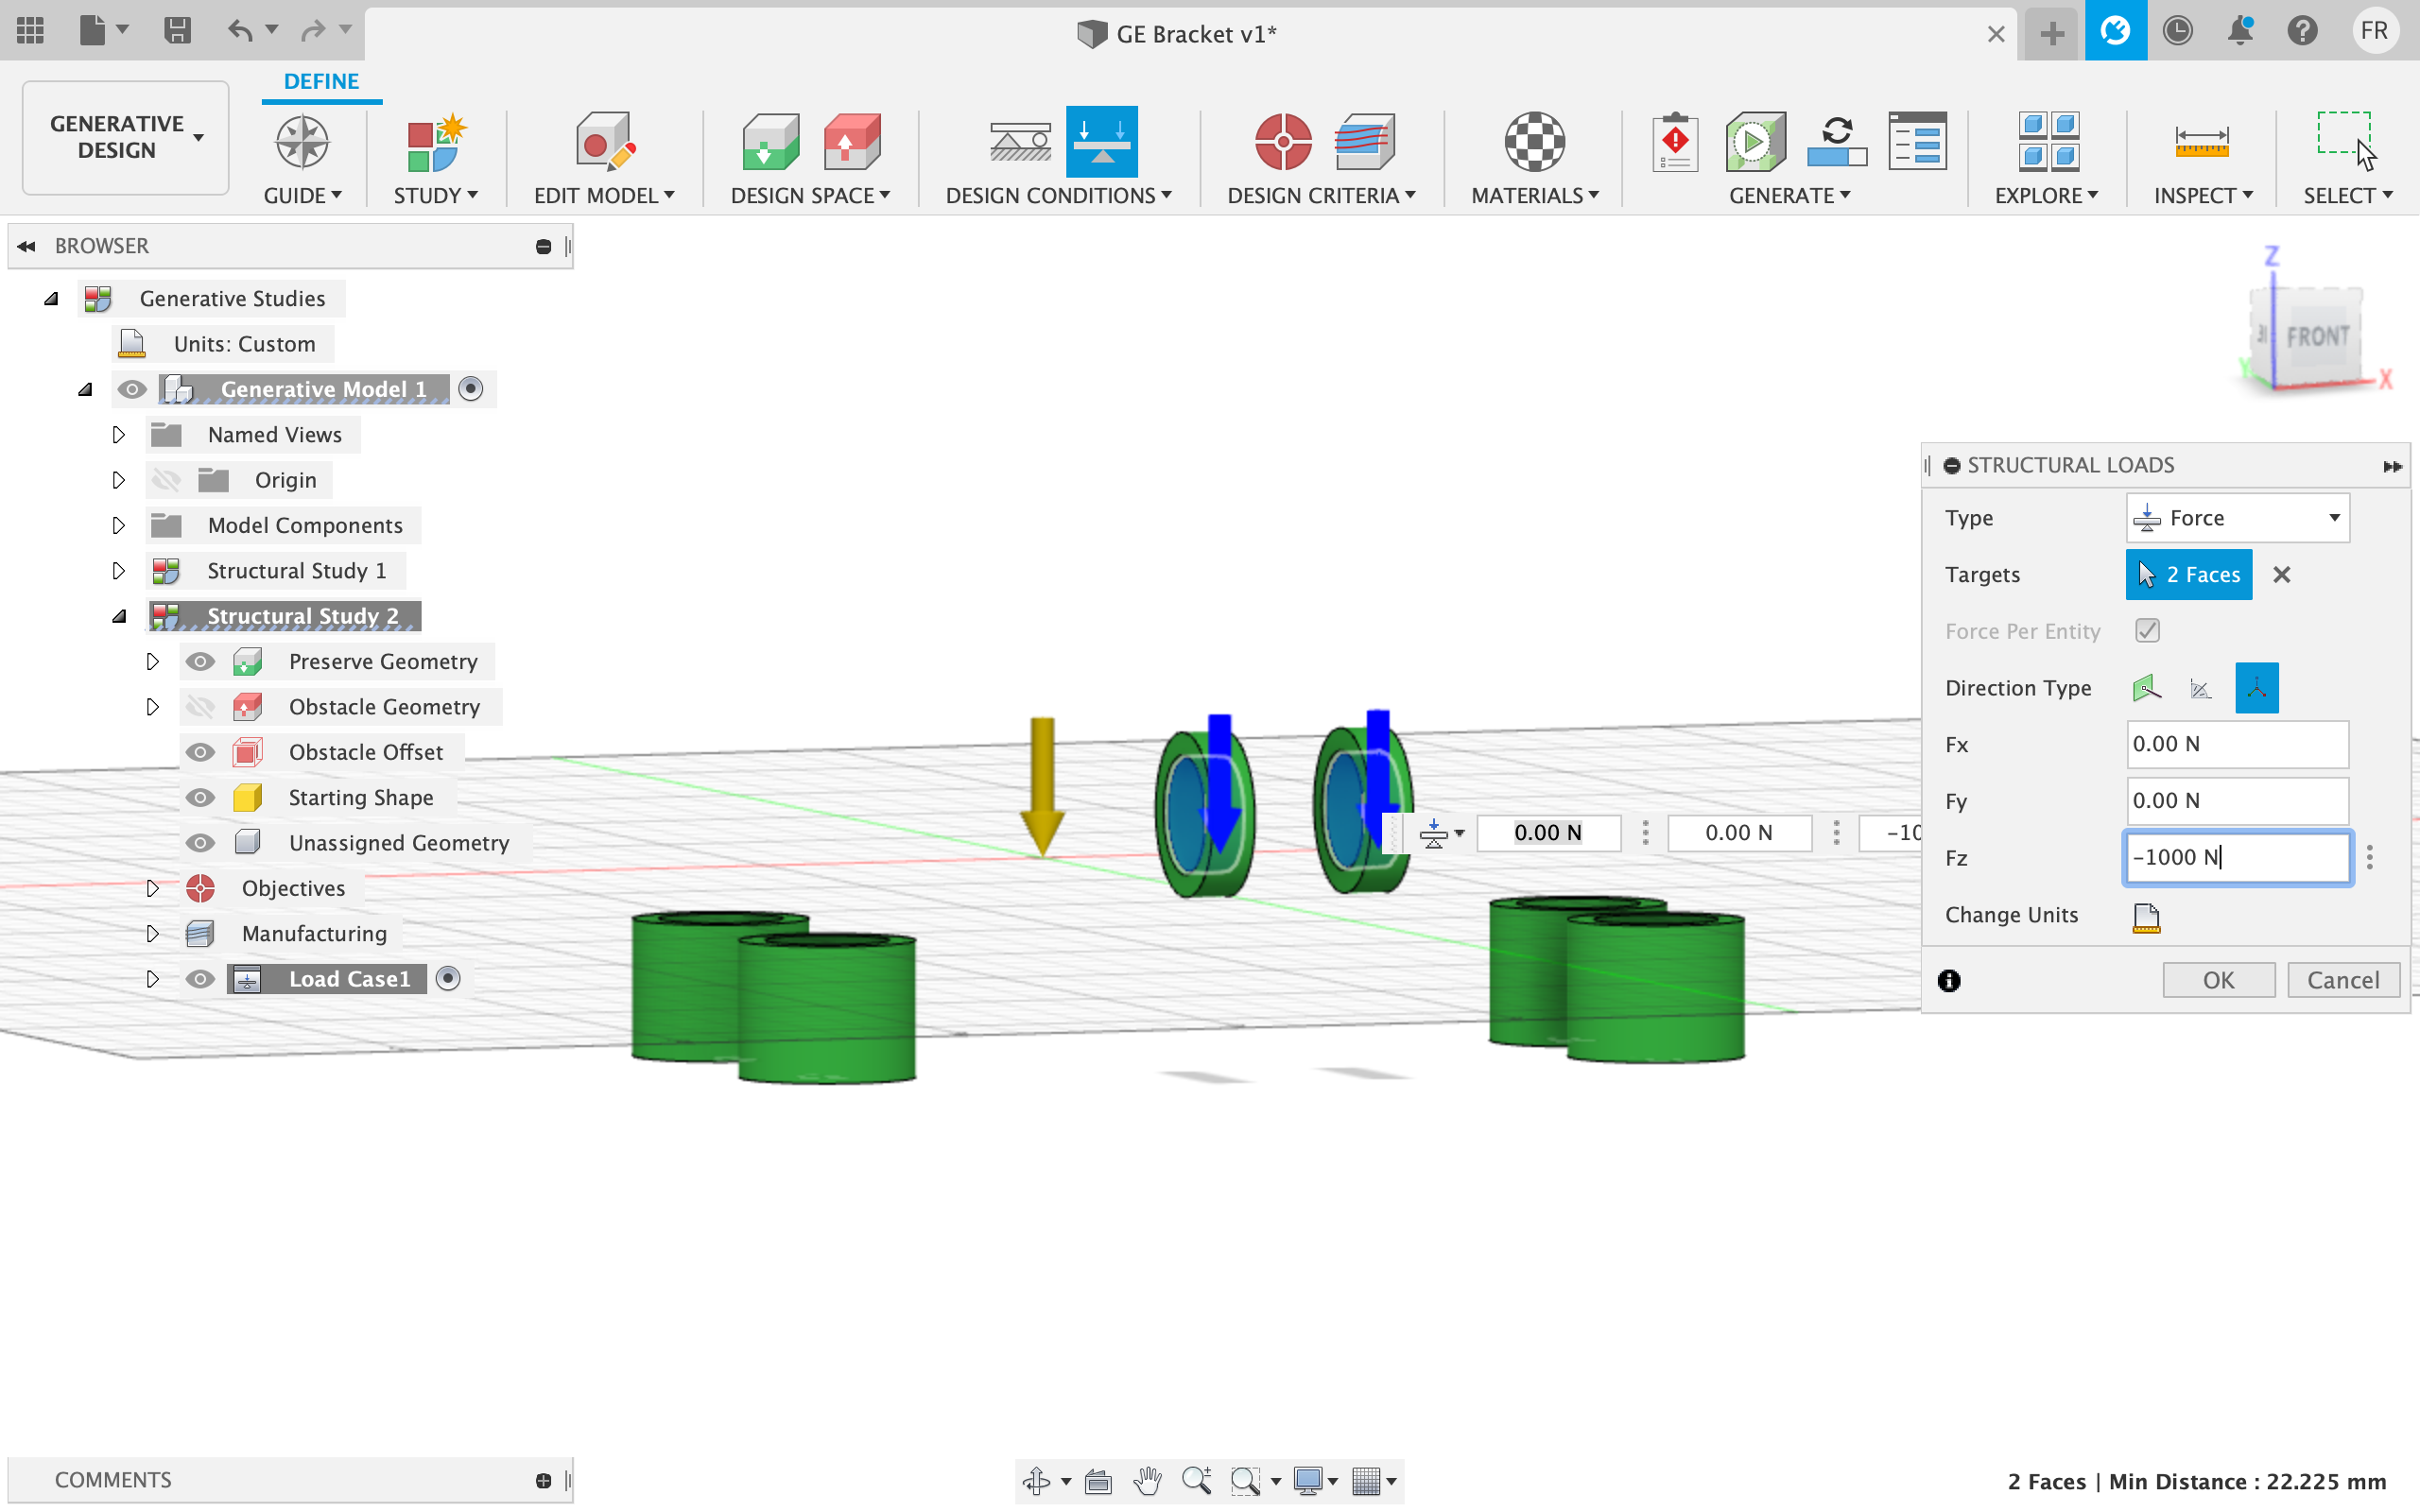 GE Bracket v1*
FR
DEFINE
GENERATIVE
DESIGN
GUIDE
STUDY
EDIT MODEL
DESIGN SPACE
DESIGN CONDITIONS
DESIGN CRITERIA
MATERIALS
GENERATE
EXPLORE
INSPECT
SELECT
BROWSER
Generative Studies
Units: Custom
Generative Model 1
Named Views
Origin
Model Components
Structural Study 1
Structural Study 2
Preserve Geometry
Obstacle Geometry
Obstacle Offset
Starting Shape
Unassigned Geometry
Objectives
Manufacturing
Load Case1
Z
FRONT
Y
X
0.00 N
0.00 N
-10
STRUCTURAL LOADS
Type
Force
Targets
2 Faces
Force Per Entity
Direction Type
Fx
0.00 N
Fy
0.00 N
Fz
-1000 N
Change Units
OK
Cancel
COMMENTS
2 Faces | Min Distance : 22.225 mm